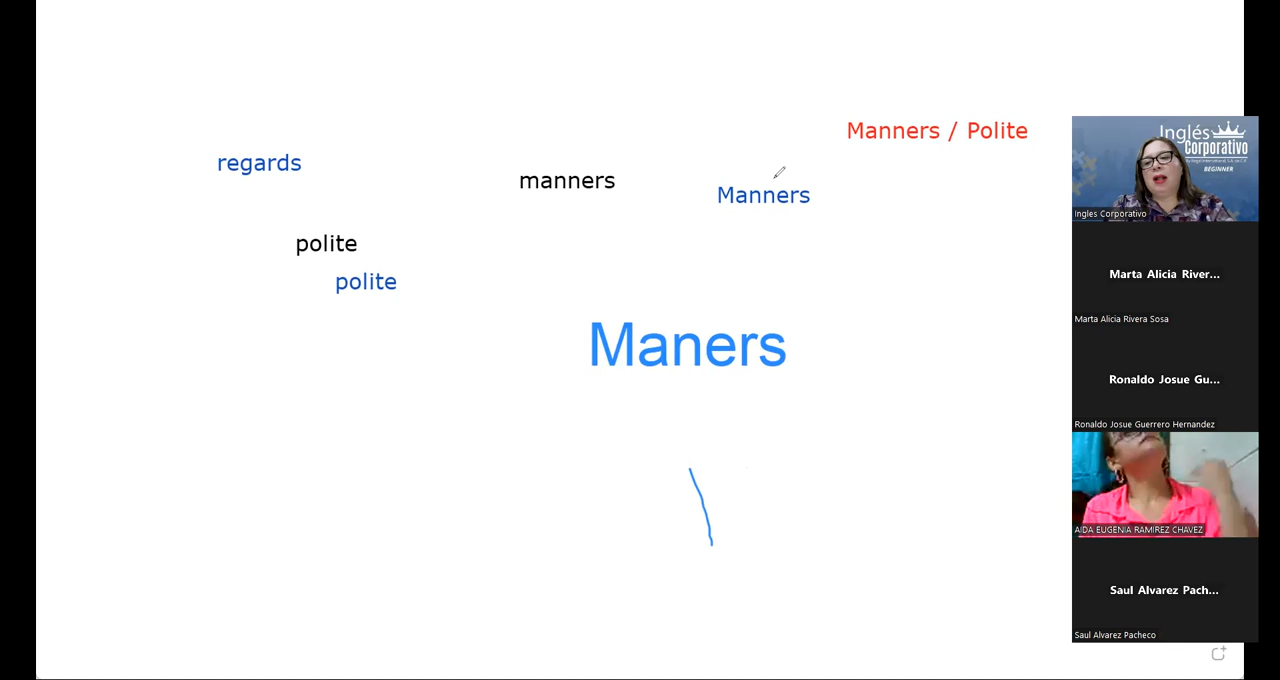 Manners / Polite
regards
manners
Manners
polite
polite
Maners
Inglés
Corporativo
BEGINNER
Ingles Corporativo
Marta Alicia River...
Marta Alicia Rivera Sosa
Ronaldo Josue Gu...
Ronaldo Josue Guerrero Hernandez
AIDA EUGENIA RAMIREZ CHAVEZ
Saul Alvarez Pach...
Saul Alvarez Pacheco